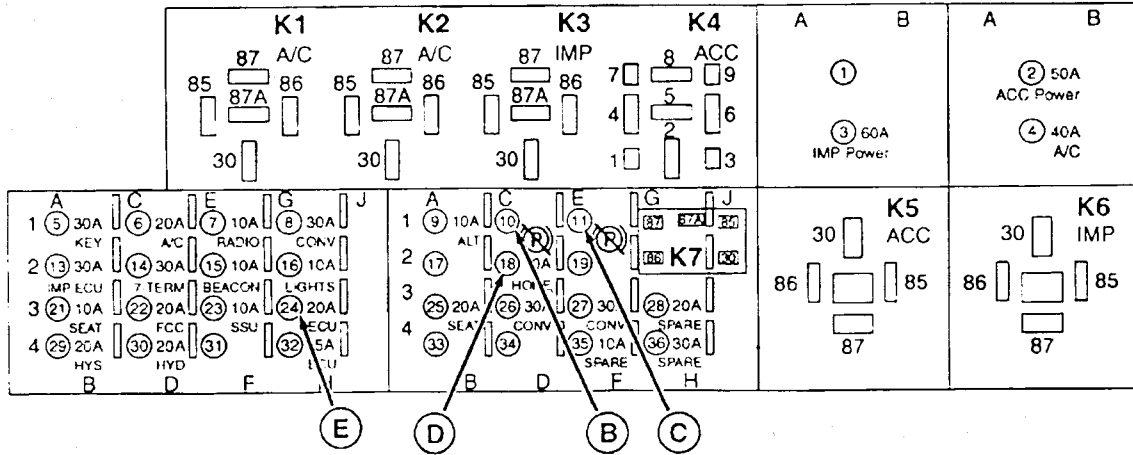 K1 K2 K3 K4 A B A B
A/C A/C IMP ACC
87 87 87 8
85 86 85 86 85 86 7 9
87A 87A 87A 5
4 6
2
30 30 30 1 3
1
2 50A
ACC Power
3 60A
IMP Power
4 40A
A/C
A C E G J
1 5 30A 6 20A 7 10A 8 30A
KEY A/C RADIO CONV
2 13 30A 14 30A 15 10A 16 10A
IMP ECU 7 TERM BEACON LIGHTS
3 21 10A 22 20A 23 10A 24 20A
SEAT FCC SSU ECU
4 29 20A 30 20A 31 32 5A
HYS HYD ECU
B D F H
A C E G J
1 9 10A 10 11 87 87A 85
ALT P P
2 17 18 19 86 K7 30
3 25 20A 26 30A 27 28 20A
SEAT CONV CONV SPARE
4 33 34 35 10A 36 30A
SPARE SPARE
B D F H
K5
30 ACC
86 85
87
K6
30 IMP
86 85
87
E D B C